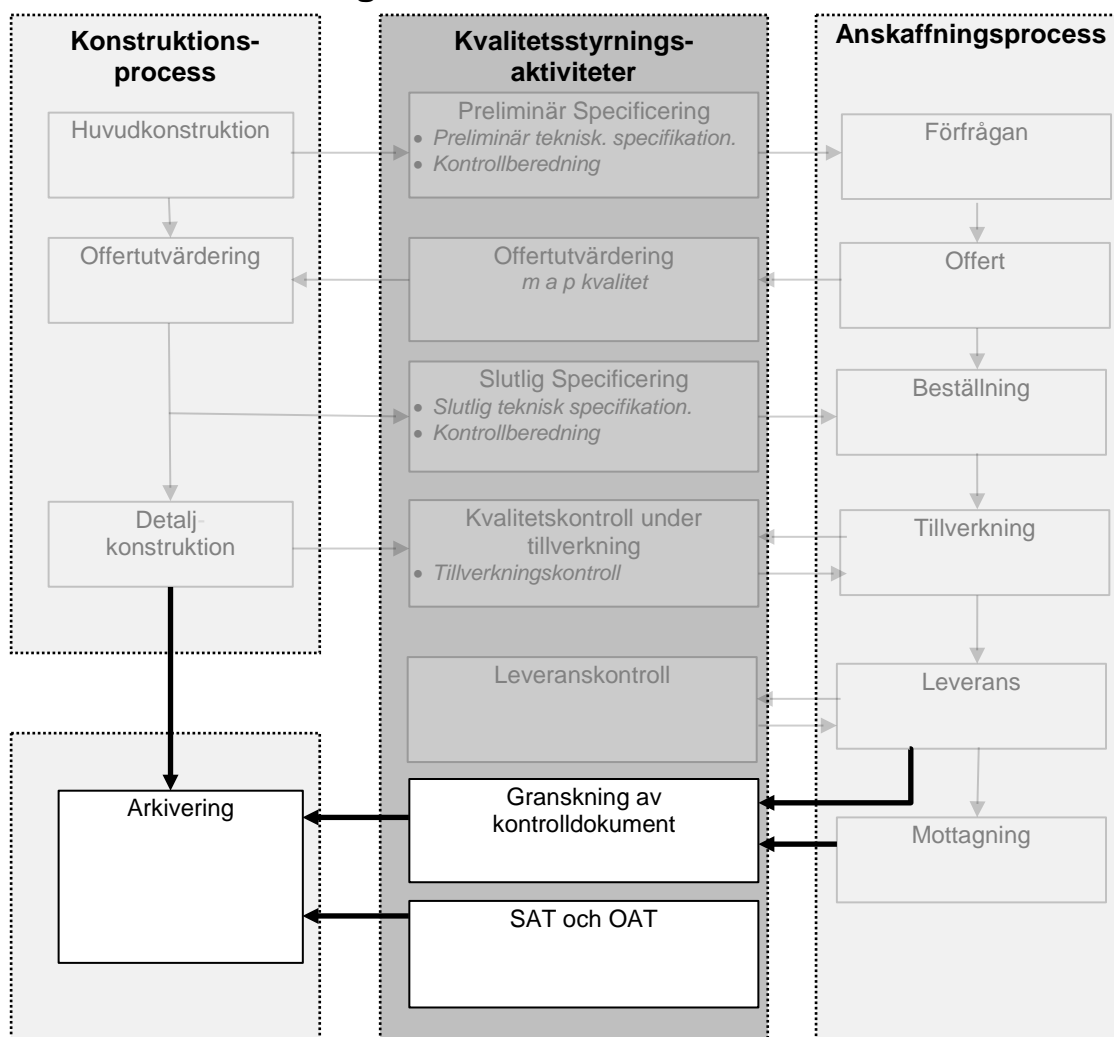 Konstruktions-
process
Kvalitetsstyrnings-
aktiviteter
Anskaffningsprocess
Huvudkonstruktion
Preliminär Specificering
• Preliminär teknisk. specifikation.
• Kontrollberedning
Förfrågan
Offertutvärdering
Offertutvärdering
m a p kvalitet
Offert
Slutlig Specificering
• Slutlig teknisk specifikation.
• Kontrollberedning
Beställning
Detalj-
konstruktion
Kvalitetskontroll under
tillverkning
• Tillverkningskontroll
Tillverkning
Leveranskontroll
Leverans
Arkivering
Granskning av
kontrolldokument
Mottagning
SAT och OAT